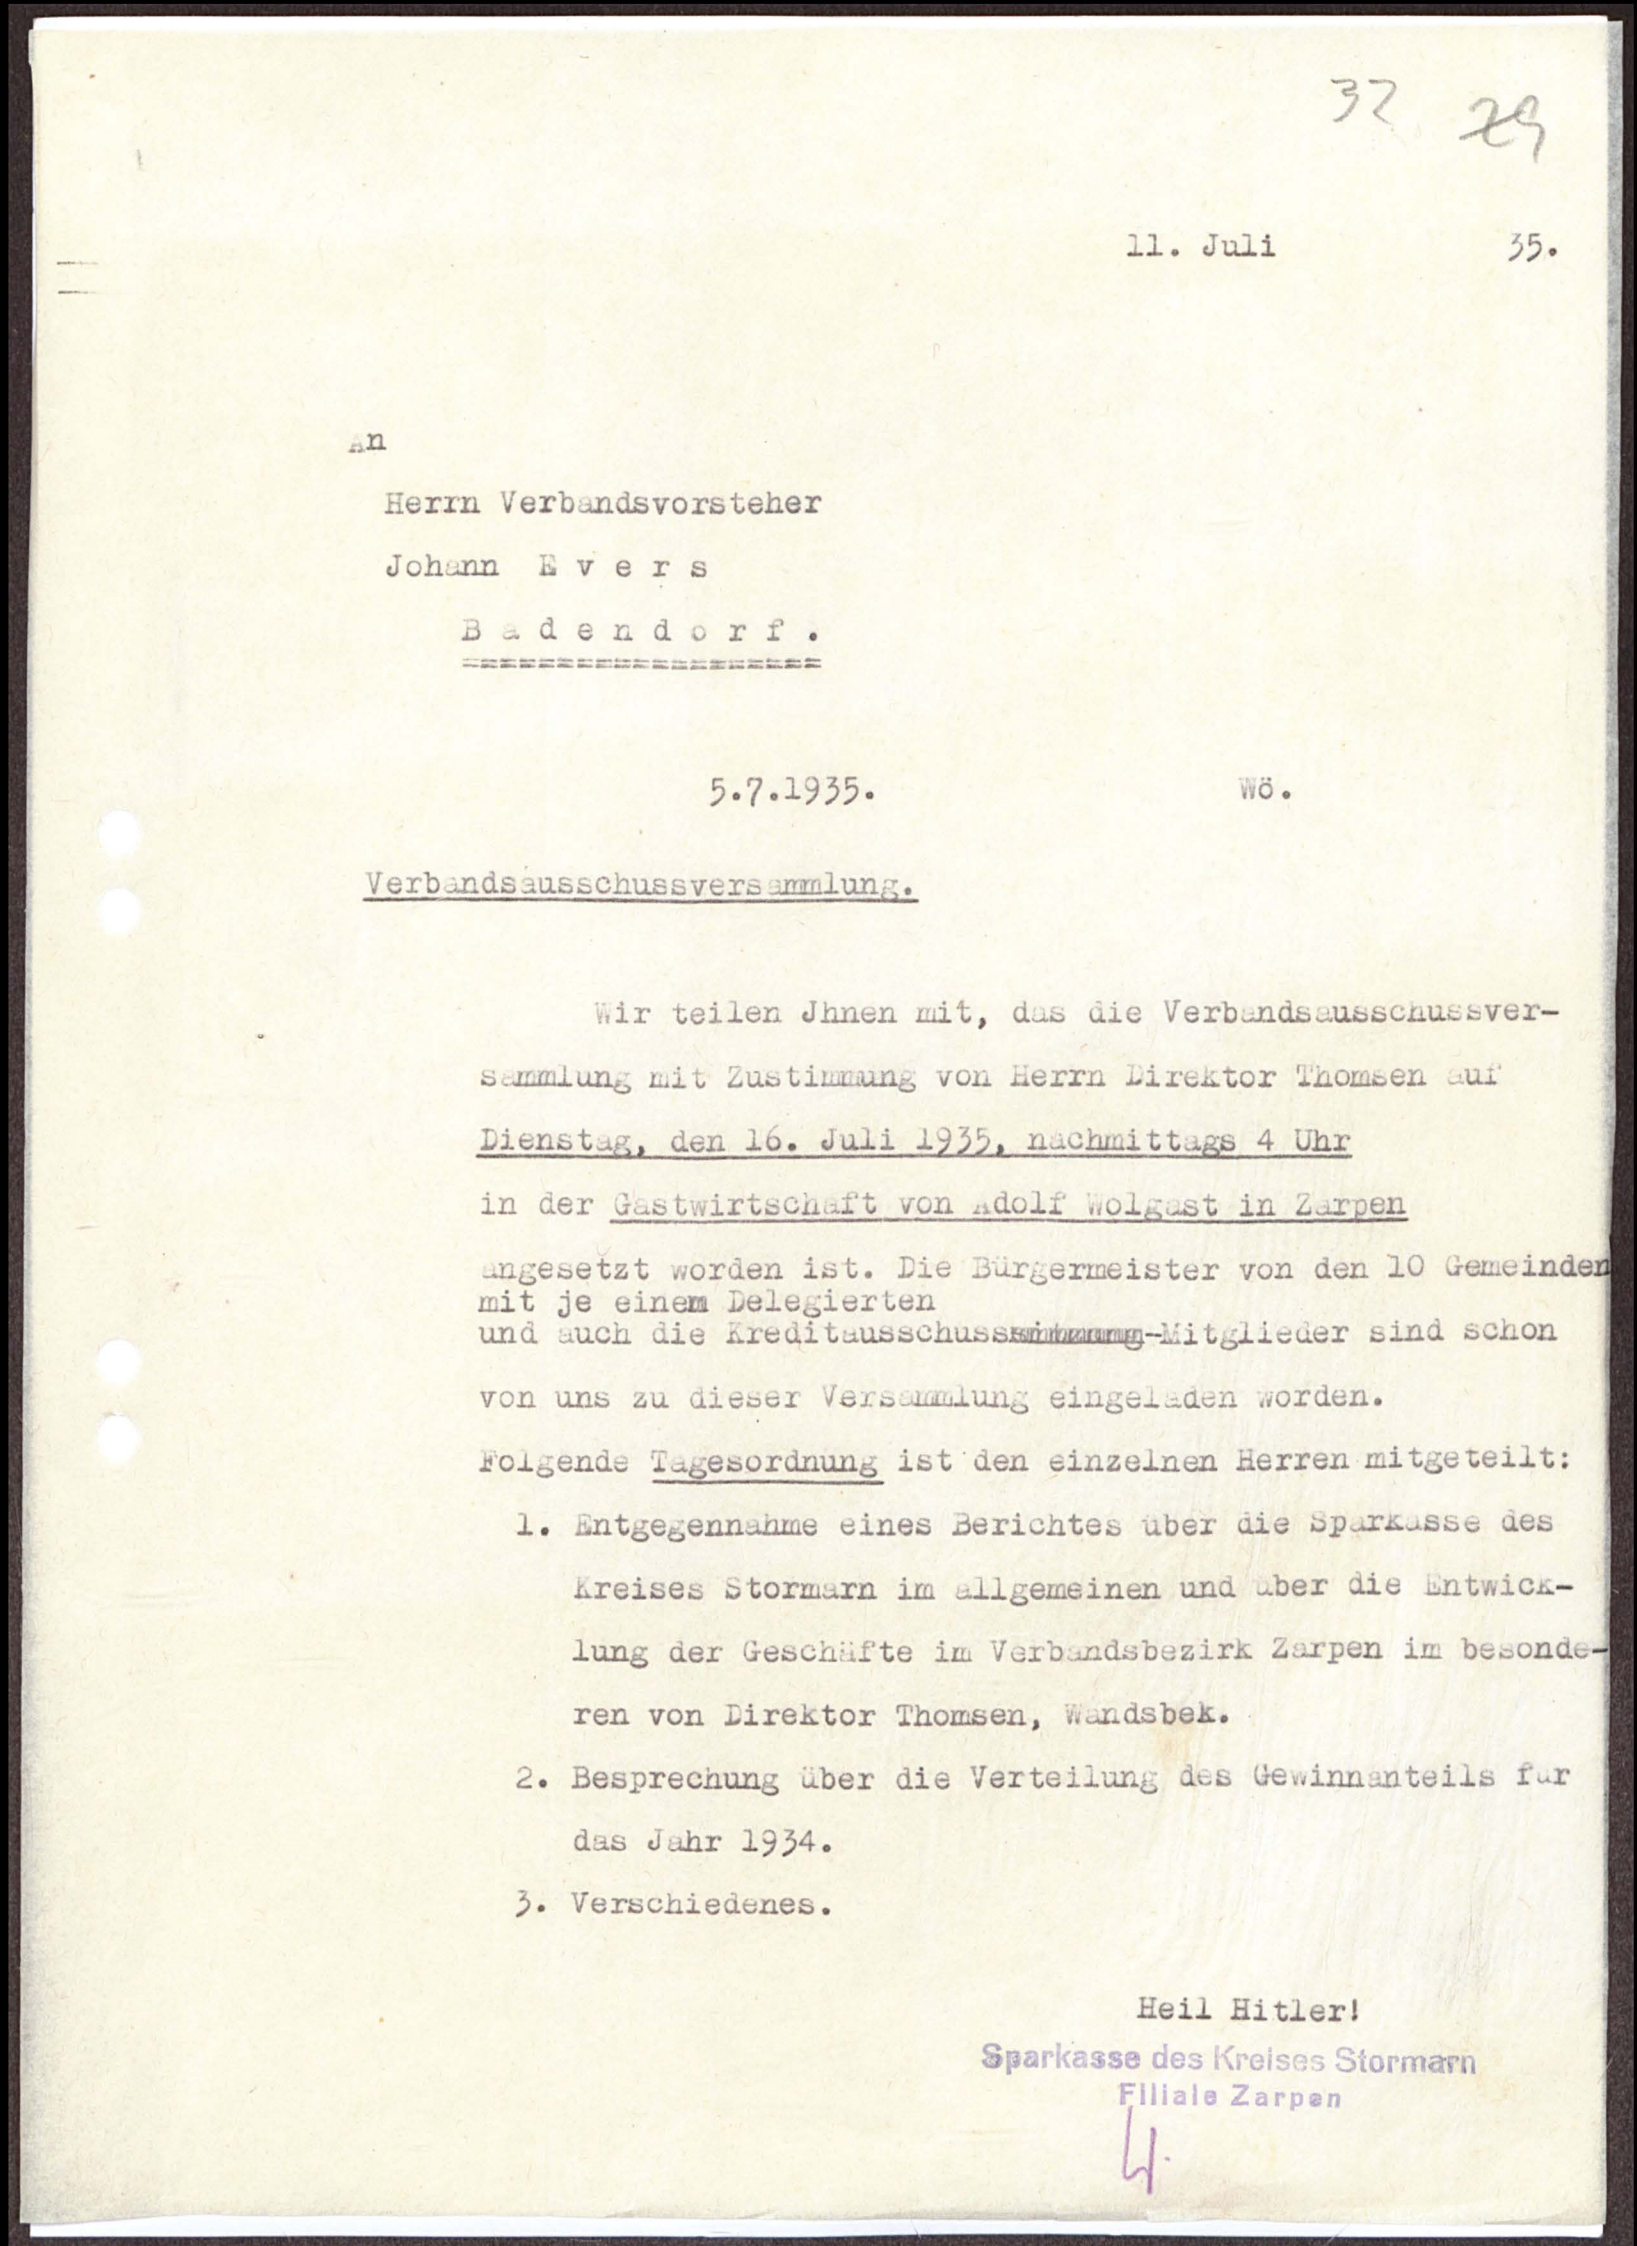 32 29
11. Juli 35.
An
Herrn Verbandsvorsteher
Johann E v e r s
B a d e n d o r f .
===================
5.7.1935. Wö.
Verbandsausschussversammlung.
Wir teilen Jhnen mit, das die Verbandsausschussver-
sammlung mit Zustimmung von Herrn Direktor Thomsen auf
Dienstag, den 16. Juli 1935, nachmittags 4 Uhr
in der Gastwirtschaft von Adolf Wolgast in Zarpen
angesetzt worden ist. Die Bürgermeister von den 10 Gemeinden
mit je einem Delegierten
und auch die Kreditausschuss-Mitglieder sind schon
von uns zu dieser Versammlung eingeladen worden.
Folgende Tagesordnung ist den einzelnen Herren mitgeteilt:
1. Entgegennahme eines Berichtes über die Sparkasse des
Kreises Stormarn im allgemeinen und über die Entwick-
lung der Geschäfte im Verbandsbezirk Zarpen im besonde-
ren von Direktor Thomsen, Wandsbek.
2. Besprechung über die Verteilung des Gewinnanteils für
das Jahr 1934.
3. Verschiedenes.
Heil Hitler!
Sparkasse des Kreises Stormarn
Filiale Zarpen